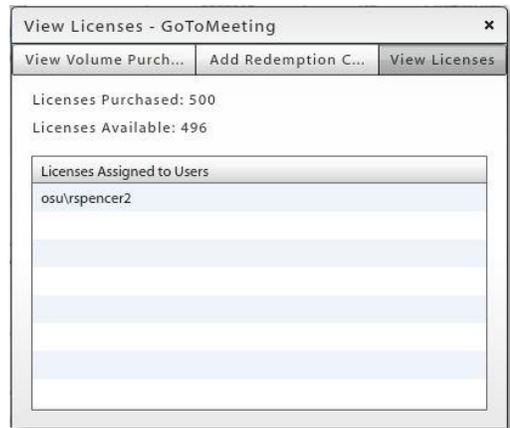 View Licenses - GoToMeeting ×
View Volume Purch... Add Redemption C... View Licenses
Licenses Purchased: 500
Licenses Available: 496
Licenses Assigned to Users
osu\rspencer2